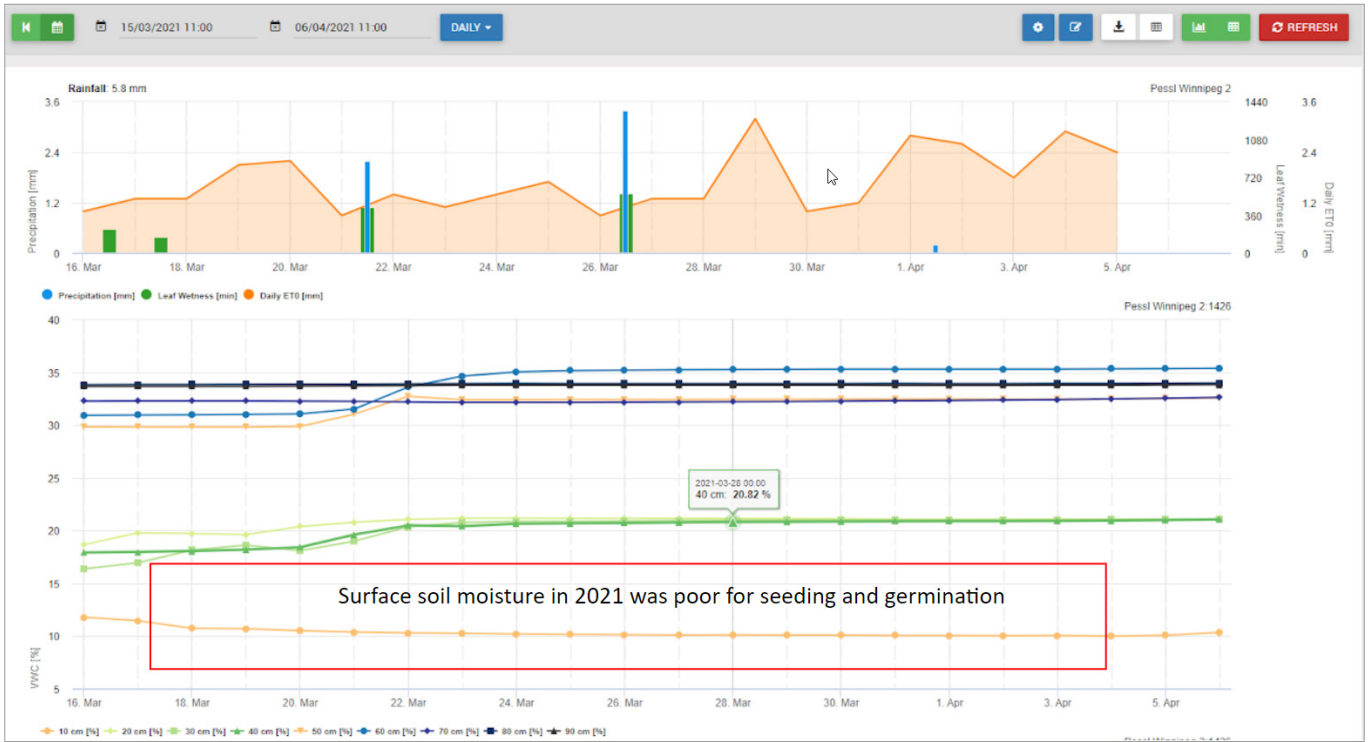 15/03/2021 11:00 06/04/2021 11:00 DAILY REFRESH
Rainfall: 5.8 mm Pessl Winnipeg 2
3.6 1440 3.6
1080
2.4 2.4
720
1.2 1.2
360
0 0 0
Precipitation [mm]
Leaf Wetness [min]
Daily ET0 [mm]
16. Mar 18. Mar 20. Mar 22. Mar 24. Mar 26. Mar 28. Mar 30. Mar 1. Apr 3. Apr 5. Apr
Precipitation [mm] Leaf Wetness [min] Daily ET0 [mm]
Pessl Winnipeg 2:1426
40
35
30
25
2021-03-28 00:00
40 cm: 20.82 %
20
15
Surface soil moisture in 2021 was poor for seeding and germination
10
VWC [%]
5
16. Mar 18. Mar 20. Mar 22. Mar 24. Mar 26. Mar 28. Mar 30. Mar 1. Apr 3. Apr 5. Apr
10 cm [%] 20 cm [%] 30 cm [%] 40 cm [%] 50 cm [%] 60 cm [%] 70 cm [%] 80 cm [%] 90 cm [%]